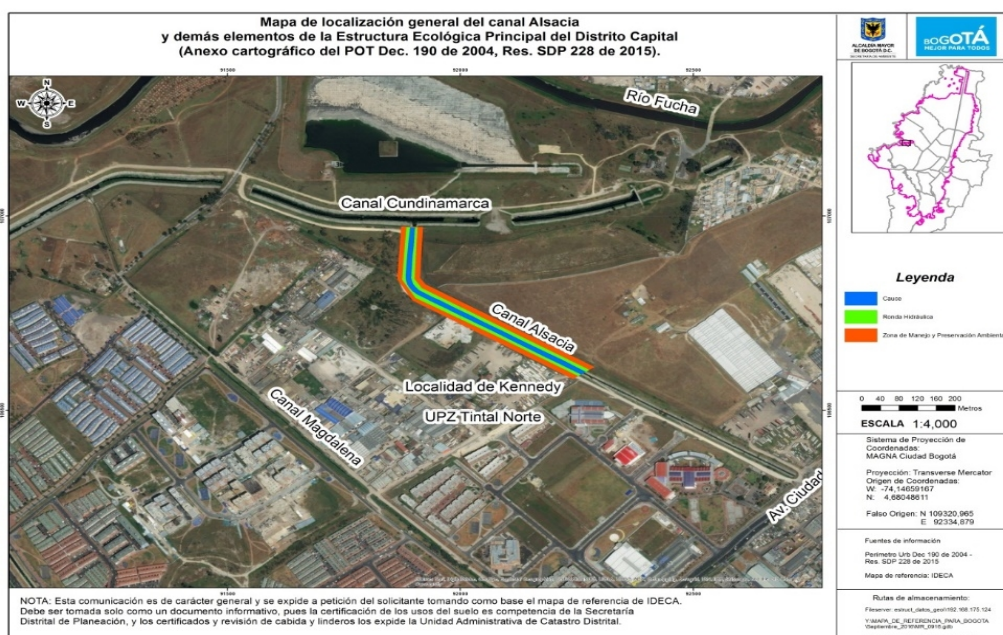 Mapa de localización general del canal Alsacia
y demás elementos de la Estructura Ecológica Principal del Distrito Capital
(Anexo cartográfico del POT Dec. 190 de 2004, Res. SDP 228 de 2015).
ALCALDÍA MAYOR
DE BOGOTÁ D.C.
BOGOTÁ
MEJOR PARA TODOS
91500
92000
92500
N
W
E
S
Río Fucha
Canal Cundinamarca
Canal Alsacia
Localidad de Kennedy
UPZ Tintal Norte
Canal Magdalena
Av. Ciudad
91500
92000
92500
Leyenda
Cauce
Ronda Hidráulica
Zona de Manejo y Preservación Ambienta
0 40 80 120 160 200
Metros
ESCALA 1:4,000
Sistema de Proyección de
Coordenadas:
MAGNA Ciudad Bogotá
Proyección: Transverse Mercator
Origen de Coordenadas:
W: -74,14659167
N: 4,68048611
Falso Origen: N 109320,965
E 92334,879
Fuentes de información
Perimetro Urb Dec 190 de 2004 -
Res. SDP 228 de 2015
Mapa de referencia: IDECA
Rutas de almacenamiento:
NOTA: Esta comunicación es de carácter general y se expide a petición del solicitante tomando como base el mapa de referencia de IDECA.
Debe ser tomada solo como un documento informativo, pues la certificación de los usos del suelo es competencia de la Secretaría
Distrital de Planeación, y los certificados y revisión de cabida y linderos los expide la Unidad Administrativa de Catastro Distrital.